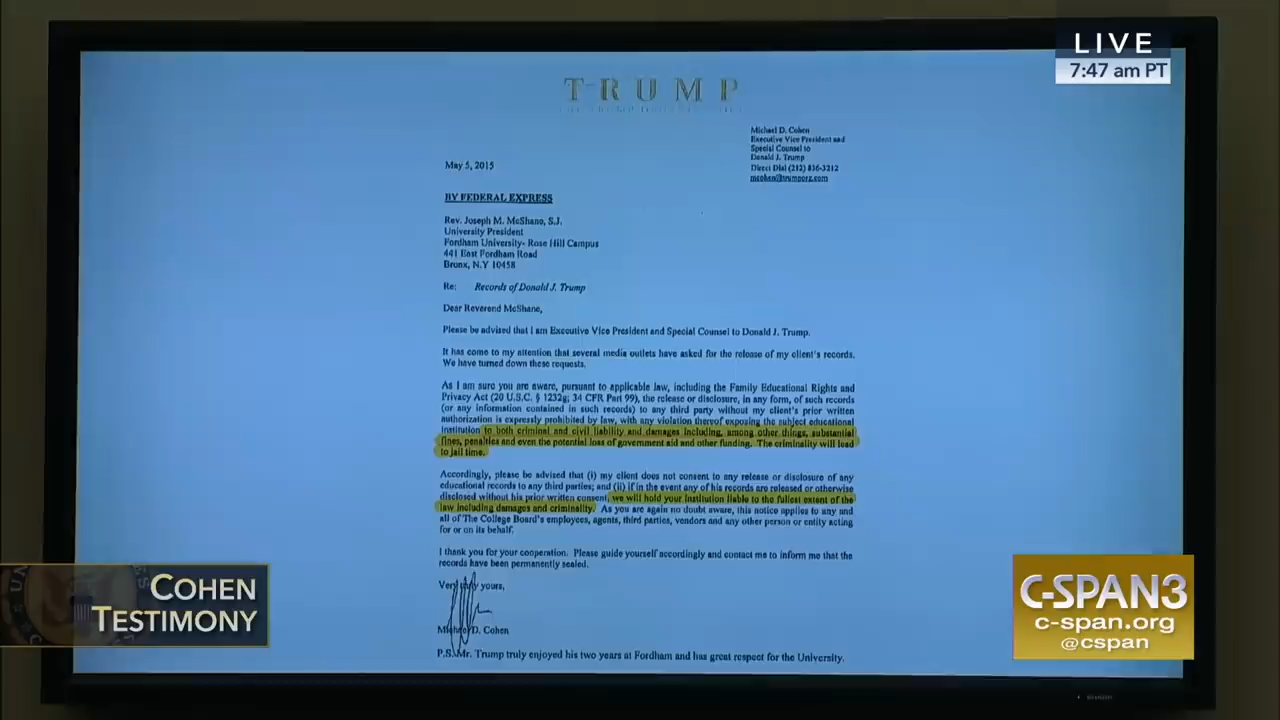 LIVE
7:47 am PT
TRUMP
Michael D. Cohen
Executive Vice President and
Special Counsel to
Donald J. Trump
Direct Dial (212) 836-3212
mcohen@trumporg.com
May 5, 2015
BY FEDERAL EXPRESS
Rev. Joseph M. McShane, S.J.
University President
Fordham University- Rose Hill Campus
441 East Fordham Road
Bronx, N.Y 10458
Re: Records of Donald J. Trump
Dear Reverend McShane,
Please be advised that I am Executive Vice President and Special Counsel to Donald J. Trump.
It has come to my attention that several media outlets have asked for the release of my client's records.
We have turned down these requests.
As I am sure you are aware, pursuant to applicable law, including the Family Educational Rights and
Privacy Act (20 U.S.C. § 1232g; 34 CFR Part 99), the release or disclosure, in any form, of such records
(or any information contained in such records) to any third party without my client's prior written
authorization is expressly prohibited by law, with any violation thereof exposing the subject educational
institution to both criminal and civil liability and damages including, among other things, substantial
fines, penalties and even the potential loss of government aid and other funding. The criminality will lead
to jail time.
Accordingly, please be advised that (i) my client does not consent to any release or disclosure of any
educational records to any third parties; and (ii) if in the event any of his records are released or otherwise
disclosed without his prior written consent, we will hold your institution liable to the fullest extent of the
law including damages and criminality. As you are again no doubt aware, this notice applies to any and
all of The College Board's employees, agents, third parties, vendors and any other person or entity acting
for or on its behalf.
I thank you for your cooperation. Please guide yourself accordingly and contact me to inform me that the
records have been permanently sealed.
Very truly yours,
Michael D. Cohen
P.S. Mr. Trump truly enjoyed his two years at Fordham and has great respect for the University.
COHEN
TESTIMONY
C-SPAN3
c-span.org
@cspan